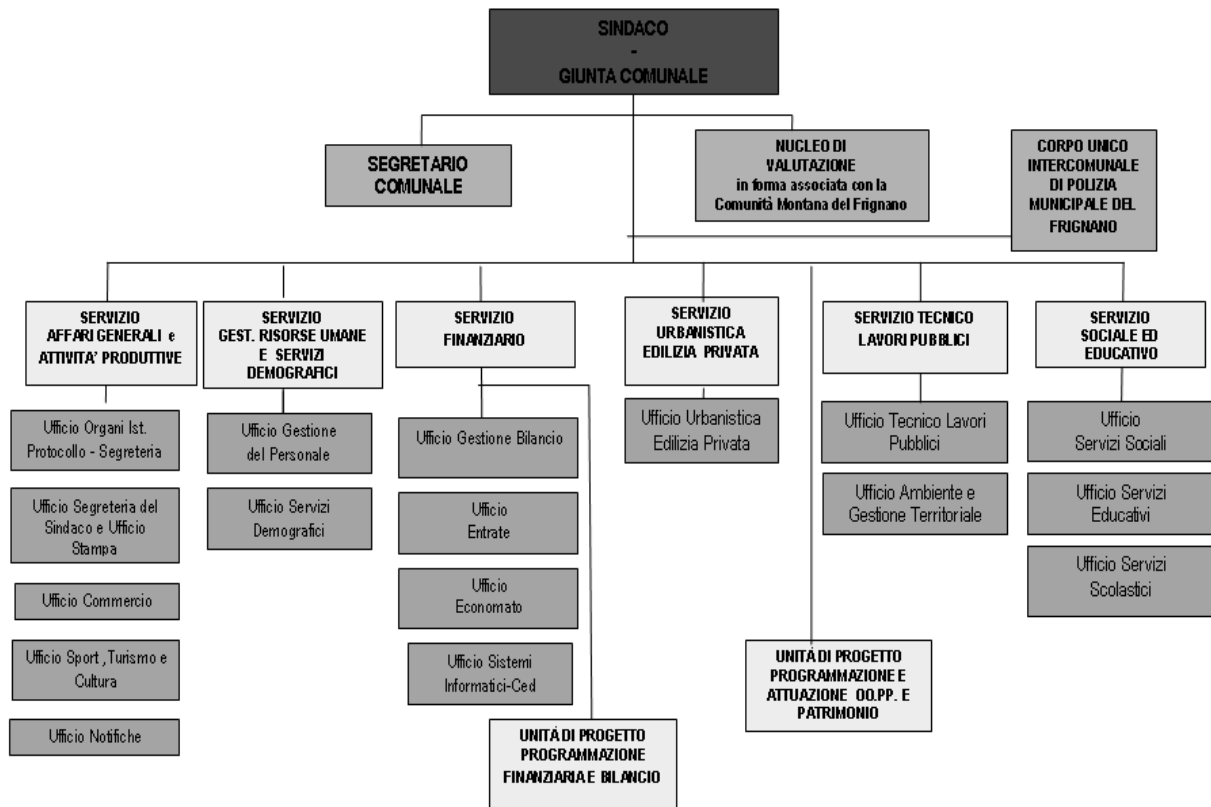 SINDACO
-
GIUNTA COMUNALE
SEGRETARIO
COMUNALE
NUCLEO DI
VALUTAZIONE
in forma associata con la
Comunità Montana del Frignano
CORPO UNICO
INTERCOMUNALE
DI POLIZIA
MUNICIPALE DEL
FRIGNANO
SERVIZIO
AFFARI GENERALI e
ATTIVITA' PRODUTTIVE
SERVIZIO
GEST. RISORSE UMANE
E SERVIZI
DEMOGRAFICI
SERVIZIO
FINANZIARIO
SERVIZIO
URBANISTICA
EDILIZIA PRIVATA
SERVIZIO TECNICO
LAVORI PUBBLICI
SERVIZIO
SOCIALE ED
EDUCATIVO
Ufficio Organi Ist.
Protocollo - Segreteria
Ufficio Segreteria del
Sindaco e Ufficio
Stampa
Ufficio Commercio
Ufficio Sport ,Turismo e
Cultura
Ufficio Notifiche
Ufficio Gestione
del Personale
Ufficio Servizi
Demografici
Ufficio Gestione Bilancio
Ufficio
Entrate
Ufficio
Economato
Ufficio Sistemi
Informatici-Ced
UNITÀ DI PROGETTO
PROGRAMMAZIONE
FINANZIARIA E BILANCIO
Ufficio Urbanistica
Edilizia Privata
UNITÀ DI PROGETTO
PROGRAMMAZIONE E
ATTUAZIONE OO.PP. E
PATRIMONIO
Ufficio Tecnico Lavori
Pubblici
Ufficio Ambiente e
Gestione Territoriale
Ufficio
Servizi Sociali
Ufficio Servizi
Educativi
Ufficio Servizi
Scolastici